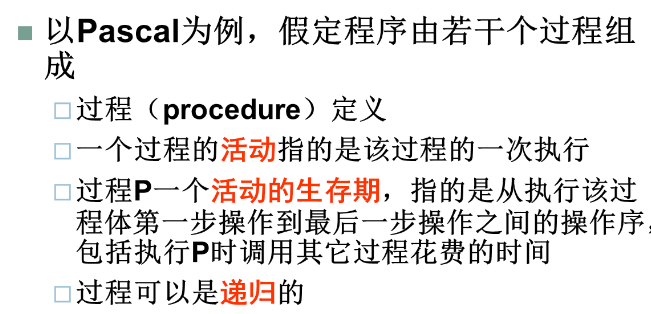 以Pascal为例，假定程序由若干个过程组
成
过程（procedure）定义
一个过程的活动指的是该过程的一次执行
过程P一个活动的生存期，指的是从执行该过
程体第一步操作到最后一步操作之间的操作序，
包括执行P时调用其它过程花费的时间
过程可以是递归的